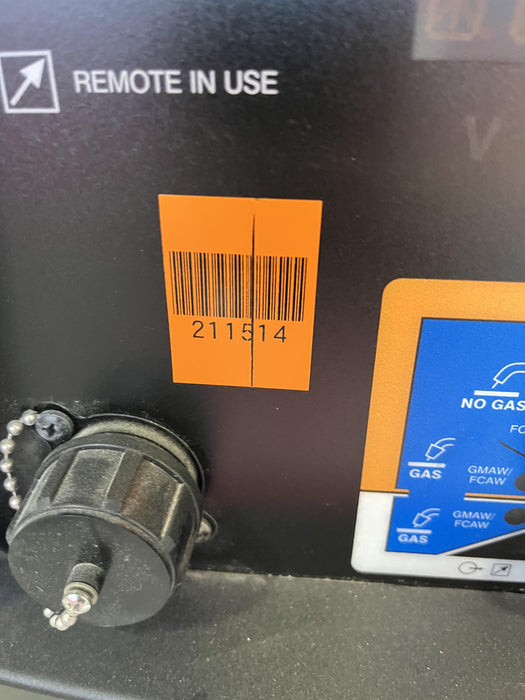 REMOTE IN USE
V
211514
NO GAS
GAS
GMAW/
FCAW
GAS
GMAW/
FCAW